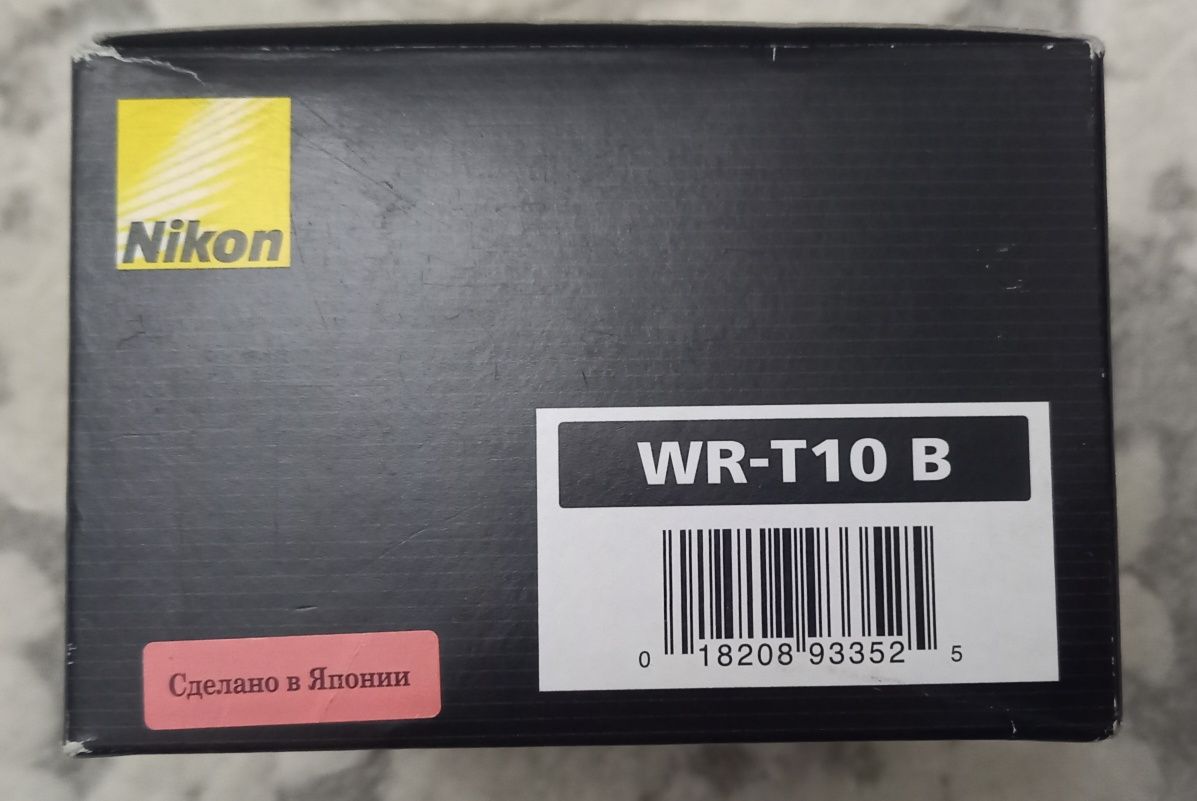 Nikon
WR-T10 B
0 18208 93352 5
Сделано в Японии